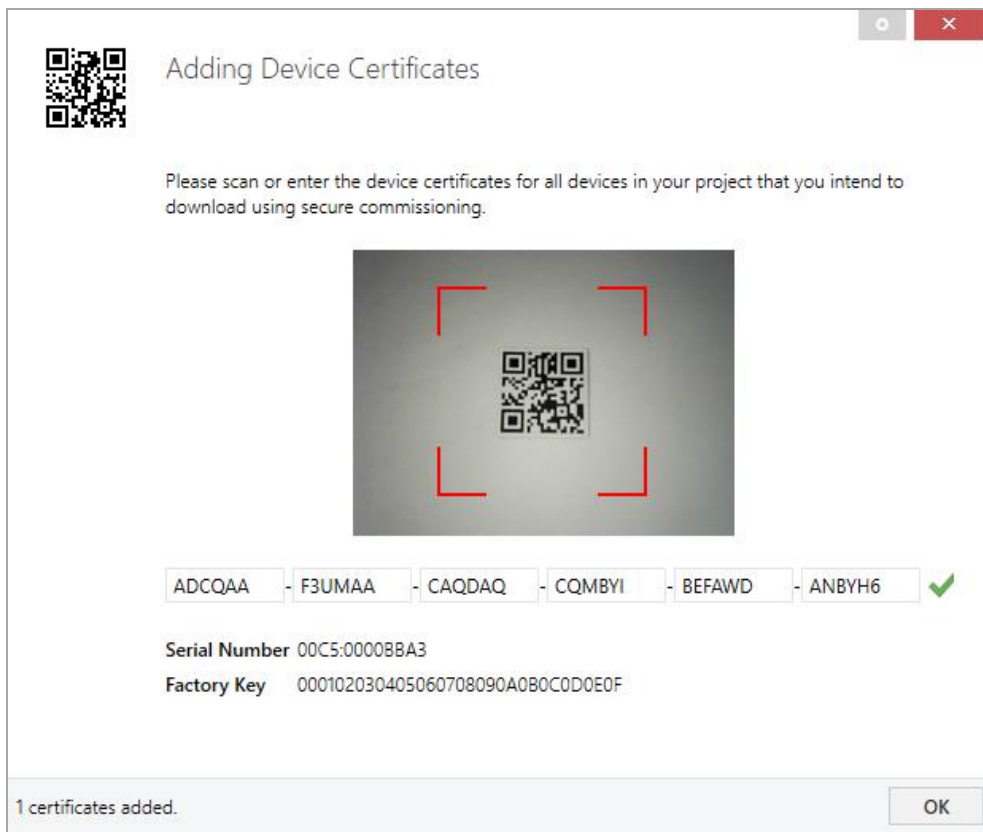 Adding Device Certificates
Please scan or enter the device certificates for all devices in your project that you intend to
download using secure commissioning.
ADCQAA - F3UMAA - CAQDAQ - CQMBYI - BEFAWD - ANBYH6
Serial Number 00C5:0000BBA3
Factory Key 000102030405060708090A0B0C0D0E0F
1 certificates added.
OK